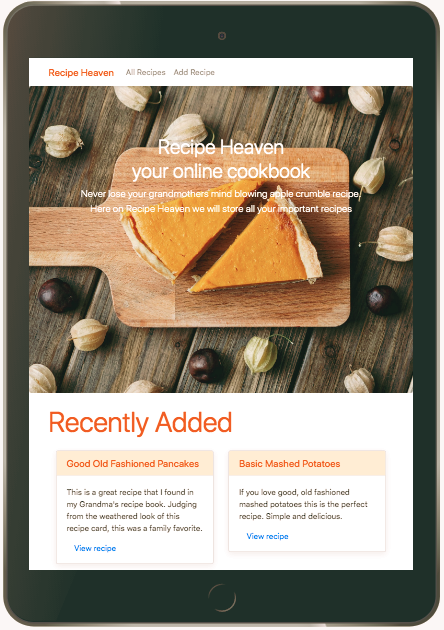 Recipe Heaven All Recipes Add Recipe
Recipe Heaven
your online cookbook
Never lose your grandmothers mind blowing apple crumble recipe.
Here on Recipe Heaven we will store all your important recipes
Recently Added
Good Old Fashioned Pancakes
This is a great recipe that I found in
my Grandma's recipe book. Judging
from the weathered look of this
recipe card, this was a family favorite.
View recipe
Basic Mashed Potatoes
If you love good, old fashioned
mashed potatoes this is the perfect
recipe. Simple and delicious.
View recipe